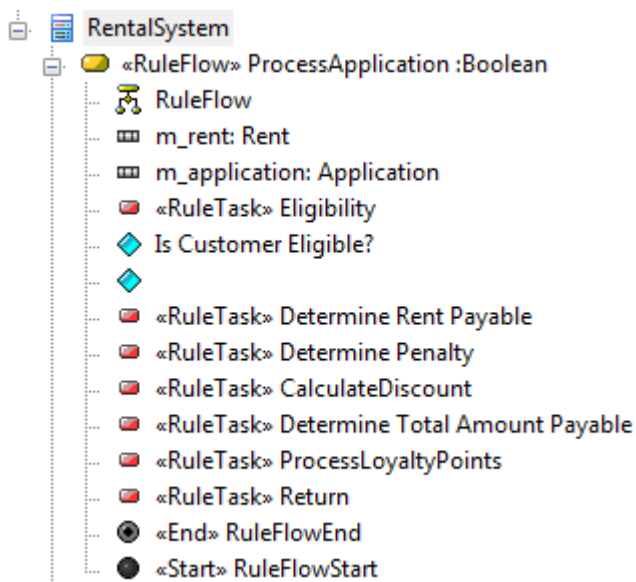 RentalSystem
«RuleFlow» ProcessApplication :Boolean
RuleFlow
m_rent: Rent
m_application: Application
«RuleTask» Eligibility
Is Customer Eligible?
«RuleTask» Determine Rent Payable
«RuleTask» Determine Penalty
«RuleTask» CalculateDiscount
«RuleTask» Determine Total Amount Payable
«RuleTask» ProcessLoyaltyPoints
«RuleTask» Return
«End» RuleFlowEnd
«Start» RuleFlowStart